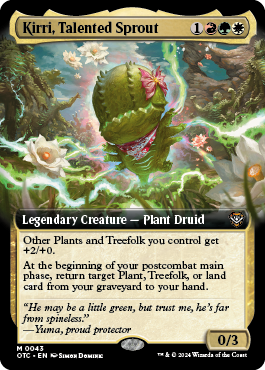 Kirri, Talented Sprout 1
Legendary Creature — Plant Druid
Other Plants and Treefolk you control get
+2/+0.
At the beginning of your postcombat main
phase, return target Plant, Treefolk, or land
card from your graveyard to your hand.
"He may be a little green, but trust me, he's far
from spineless."
—Yuma, proud protector
0/3
M 0043
OTC • EN Simon Dominic
™ & © 2024 Wizards of the Coast